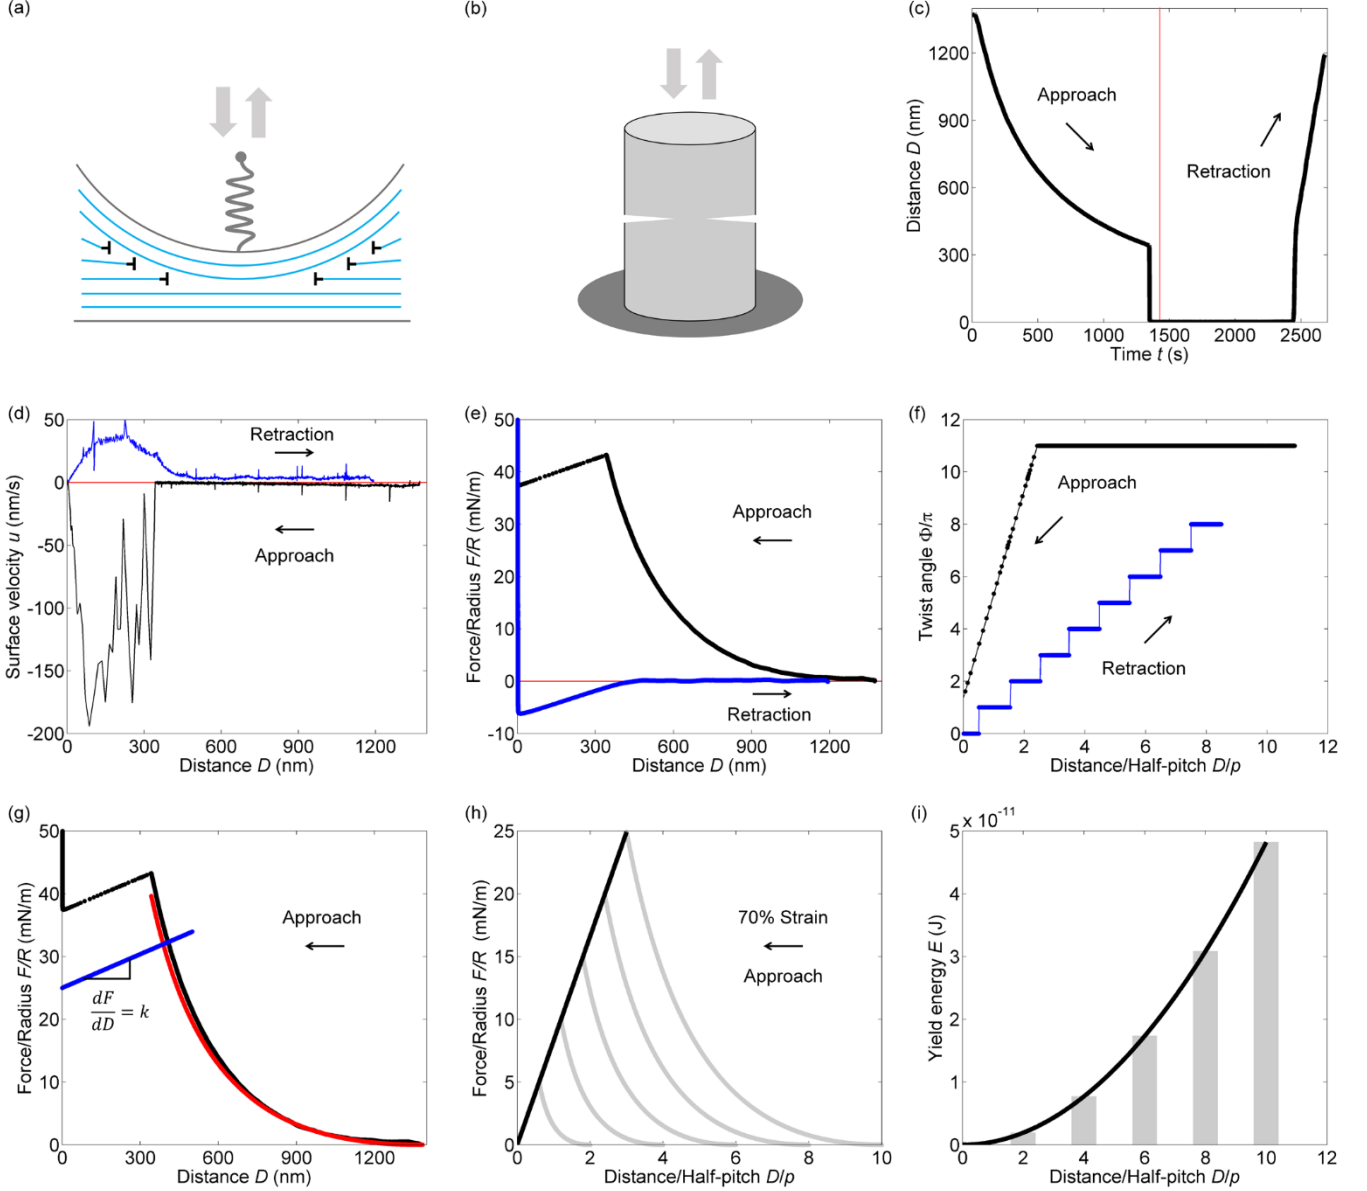 (a)
(b)
(c)
1200
900
600
300
0
Distance D (nm)
Approach
Retraction
0
500
1000
1500
2000
2500
Time t (s)
(d)
50
0
-50
-100
-150
-200
Surface velocity u (nm/s)
Retraction
Approach
0
300
600
900
1200
Distance D (nm)
(e)
50
40
30
20
10
0
-10
Force/Radius F/R (mN/m)
Approach
Retraction
0
300
600
900
1200
Distance D (nm)
(f)
12
10
8
6
4
2
0
Twist angle Φ/π
Approach
Retraction
0
2
4
6
8
10
12
Distance/Half-pitch D/p
(g)
50
40
30
20
10
0
Force/Radius F/R (mN/m)
Approach
dF
dD = k
0
300
600
900
1200
Distance D (nm)
(h)
25
20
15
10
5
0
Force/Radius F/R (mN/m)
70% Strain
Approach
0
2
4
6
8
10
Distance/Half-pitch D/p
(i)
5 × 10⁻¹¹
4
3
2
1
0
Yield energy E (J)
0
2
4
6
8
10
12
Distance/Half-pitch D/p